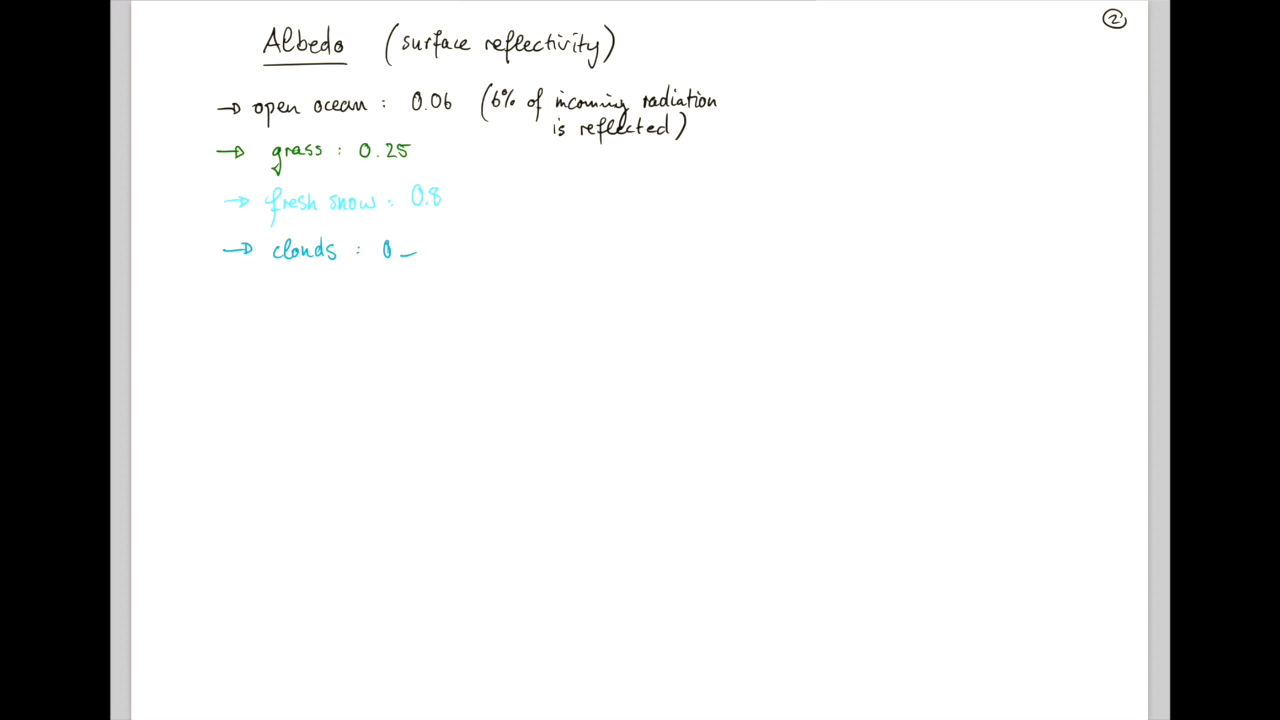 ②
Albedo (surface reflectivity)
→ open ocean : 0.06 (6% of incoming radiation
is reflected)
→ grass : 0.25
→ fresh snow : 0.8
→ clouds : 0 –